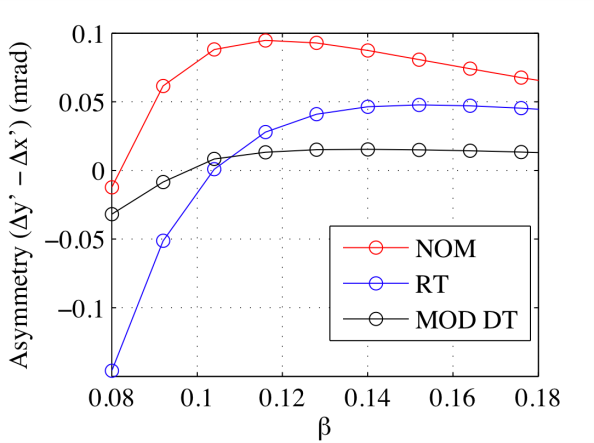 0.1
0.05
0
−0.05
−0.1
Asymmetry (Δy’ − Δx’) (mrad)
NOM
RT
MOD DT
0.08 0.1 0.12 0.14 0.16 0.18
β